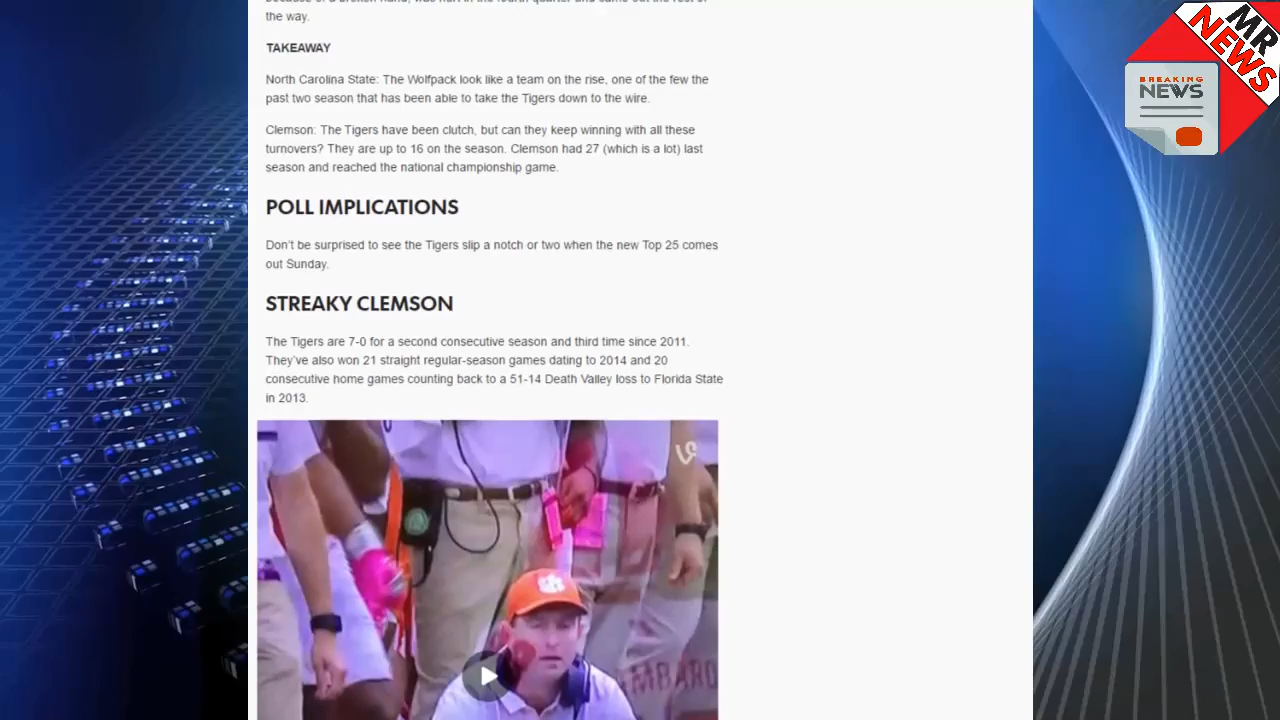 the way.
TAKEAWAY
North Carolina State: The Wolfpack look like a team on the rise, one of the few the
past two season that has been able to take the Tigers down to the wire.
Clemson: The Tigers have been clutch, but can they keep winning with all these
turnovers? They are up to 16 on the season. Clemson had 27 (which is a lot) last
season and reached the national championship game.
POLL IMPLICATIONS
Don't be surprised to see the Tigers slip a notch or two when the new Top 25 comes
out Sunday.
STREAKY CLEMSON
The Tigers are 7-0 for a second consecutive season and third time since 2011.
They've also won 21 straight regular-season games dating to 2014 and 20
consecutive home games counting back to a 51-14 Death Valley loss to Florida State
in 2013.
MR
NEWS
BREAKING
NEWS